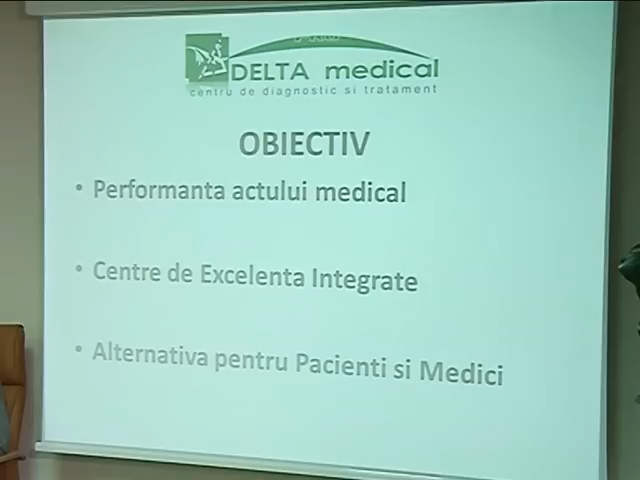 DELTA medical
centru de diagnostic si tratament
OBIECTIV
• Performanta actului medical
• Centre de Excelenta Integrate
• Alternativa pentru Pacienti si Medici